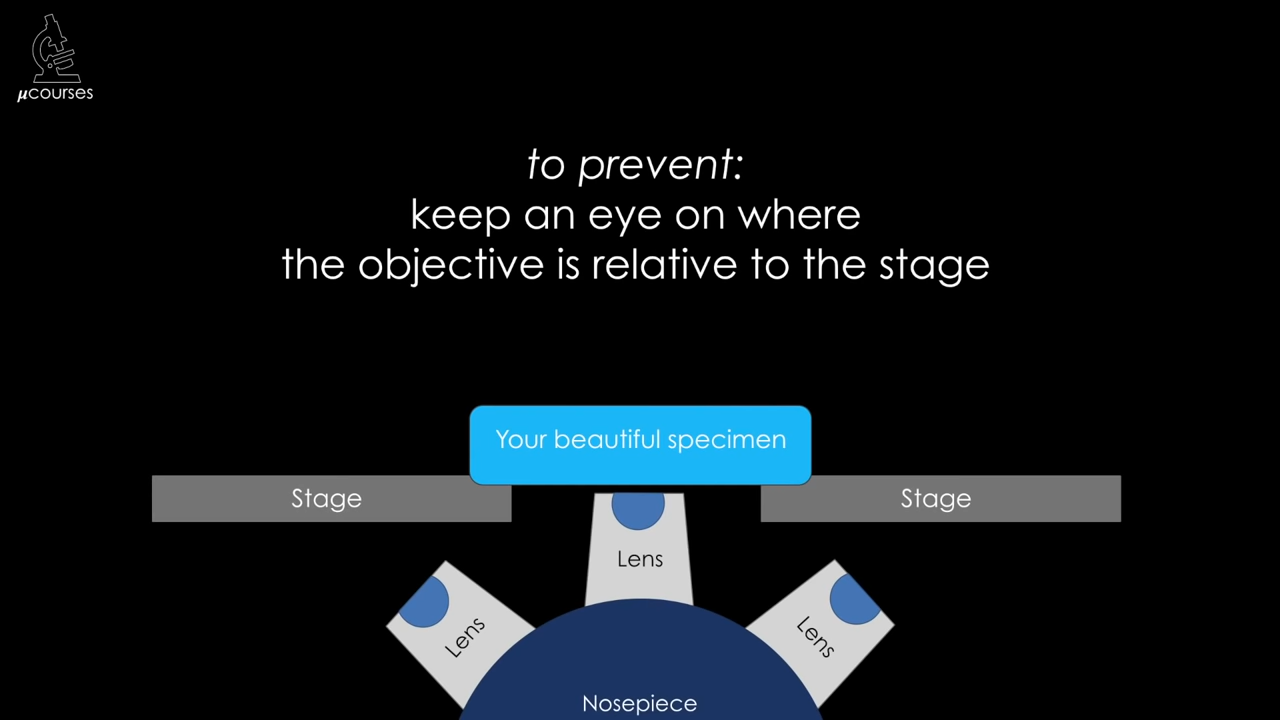 μcourses
to prevent:
keep an eye on where
the objective is relative to the stage
Your beautiful specimen
Stage
Stage
Lens
Lens
Lens
Nosepiece